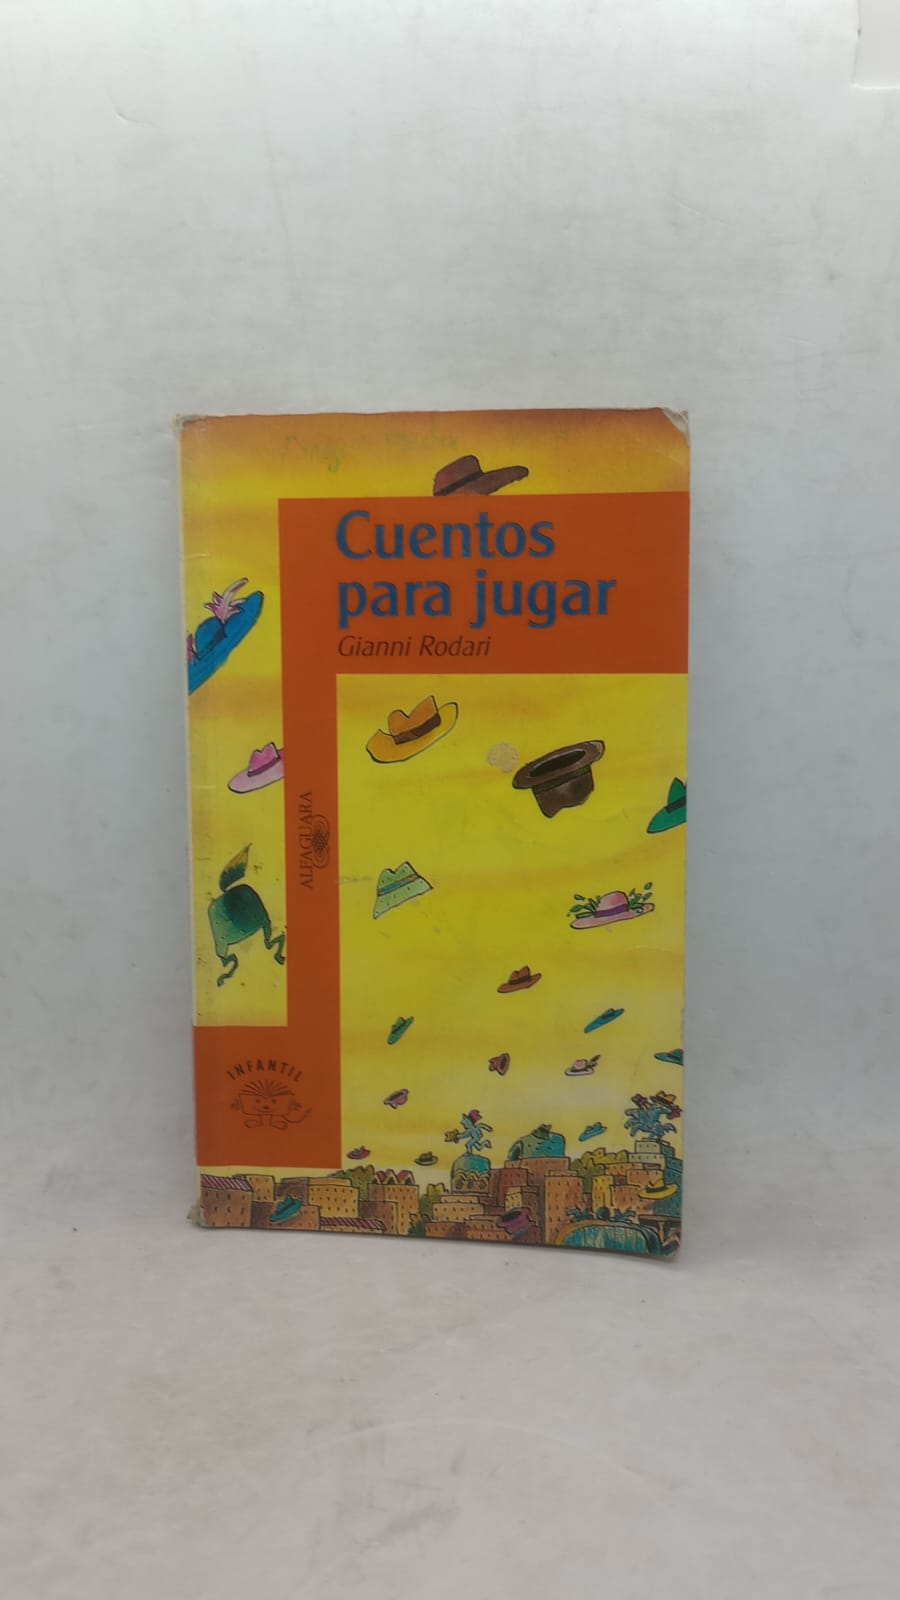 Cuentos
para jugar
Gianni Rodari
ALFAGUARA
INFANTIL